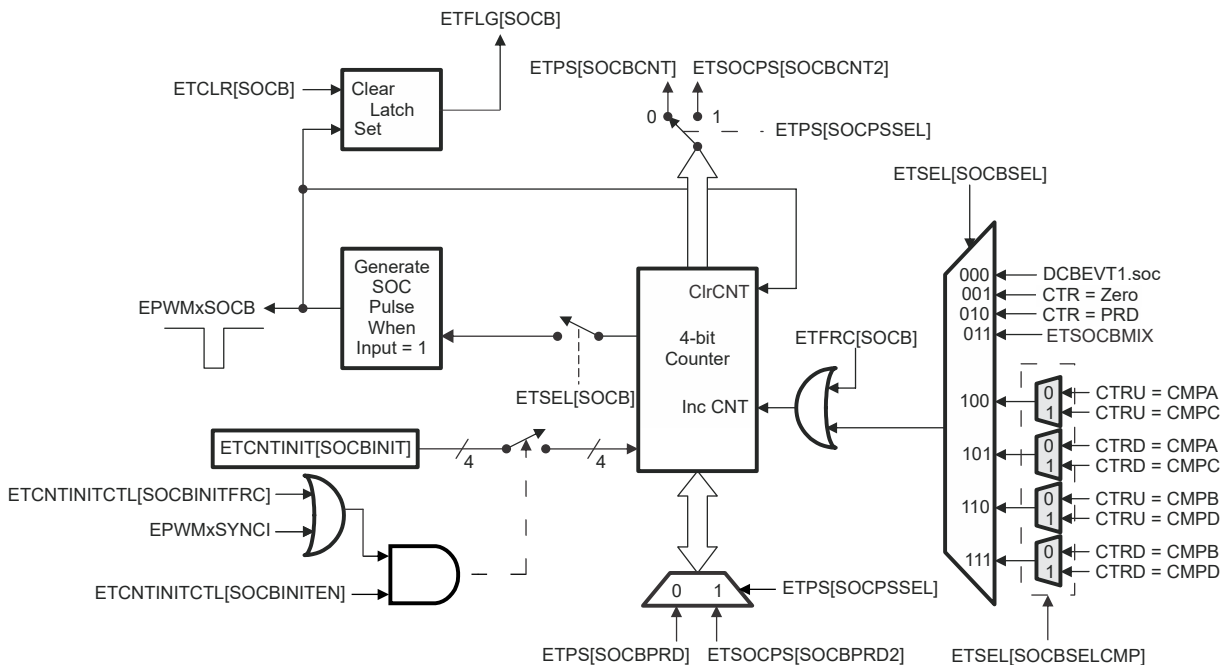 ETFLG[SOCB]
ETPS[SOCBCNT]
ETSOCPS[SOCBCNT2]
ETCLR[SOCB]
Clear
Latch
Set
0
1
ETPS[SOCPSSEL]
ETSEL[SOCBSEL]
Generate
SOC
Pulse
When
Input = 1
EPWMxSOCB
ClrCNT
4-bit
Counter
Inc CNT
ETSEL[SOCB]
ETFRC[SOCB]
000
DCBEVT1.soc
001
CTR = Zero
010
CTR = PRD
011
ETSOCBMIX
100
0
CTRU = CMPA
1
CTRU = CMPC
101
0
CTRD = CMPA
1
CTRD = CMPC
110
0
CTRU = CMPB
1
CTRU = CMPD
111
0
CTRD = CMPB
1
CTRD = CMPD
ETSEL[SOCBSELCMP]
ETCNTINIT[SOCBINIT]
4
4
ETCNTINITCTL[SOCBINITFRC]
EPWMxSYNCI
ETCNTINITCTL[SOCBINITEN]
0
1
ETPS[SOCPSSEL]
ETPS[SOCBPRD]
ETSOCPS[SOCBPRD2]